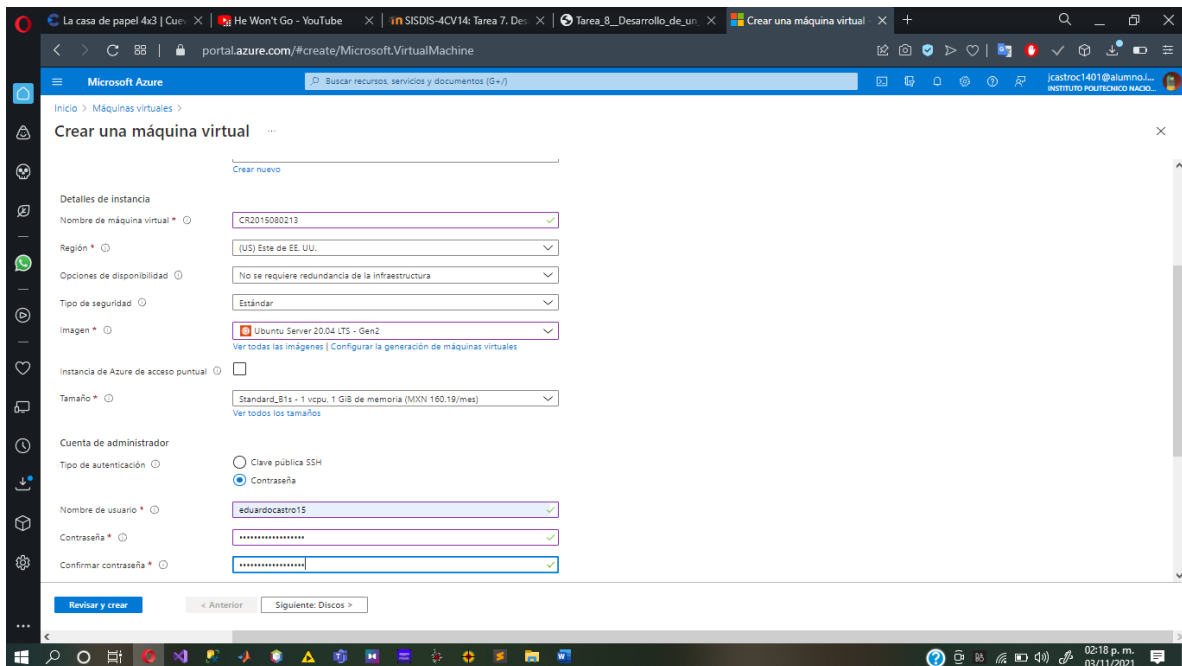 La casa de papel 4x3 | Cuev
He Won't Go - YouTube
SISDIS-4CV14: Tarea 7. Des
Tarea_8__Desarrollo_de_un_
Crear una máquina virtual
portal.azure.com/#create/Microsoft.VirtualMachine
Microsoft Azure
Buscar recursos, servicios y documentos (G+/)
jcastroc1401@alumno.i...
INSTITUTO POLITECNICO NACIO...
Inicio > Máquinas virtuales >
Crear una máquina virtual ...
Crear nuevo
Detalles de instancia
Nombre de máquina virtual * CR2015080213
Región * (US) Este de EE. UU.
Opciones de disponibilidad No se requiere redundancia de la infraestructura
Tipo de seguridad Estándar
Imagen * Ubuntu Server 20.04 LTS - Gen2
Ver todas las imágenes | Configurar la generación de máquinas virtuales
Instancia de Azure de acceso puntual
Tamaño * Standard_B1s - 1 vcpu, 1 GiB de memoria (MXN 160.19/mes)
Ver todos los tamaños
Cuenta de administrador
Tipo de autenticación Clave pública SSH
Contraseña
Nombre de usuario * eduardocastro15
Contraseña * ••••••••••••••••••
Confirmar contraseña * ••••••••••••••••••
Revisar y crear < Anterior Siguiente: Discos >
02:18 p. m.
03/11/2021